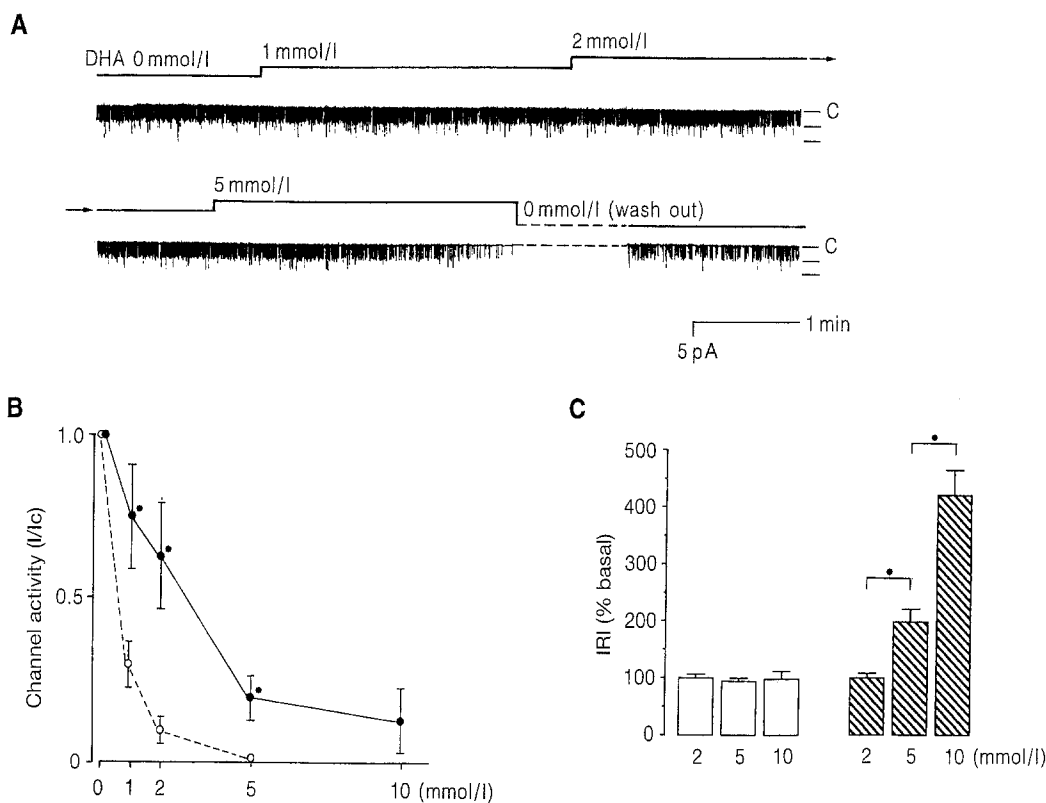 A
DHA 0 mmol/l
1 mmol/l
2 mmol/l
C
5 mmol/l
0 mmol/l (wash out)
C
1 min
5 pA
B
Channel activity (I/Ic)
1.0
0.5
0
0 1 2 5 10 (mmol/l)
C
IRI (% basal)
500
400
300
200
100
0
2 5 10 2 5 10 (mmol/l)